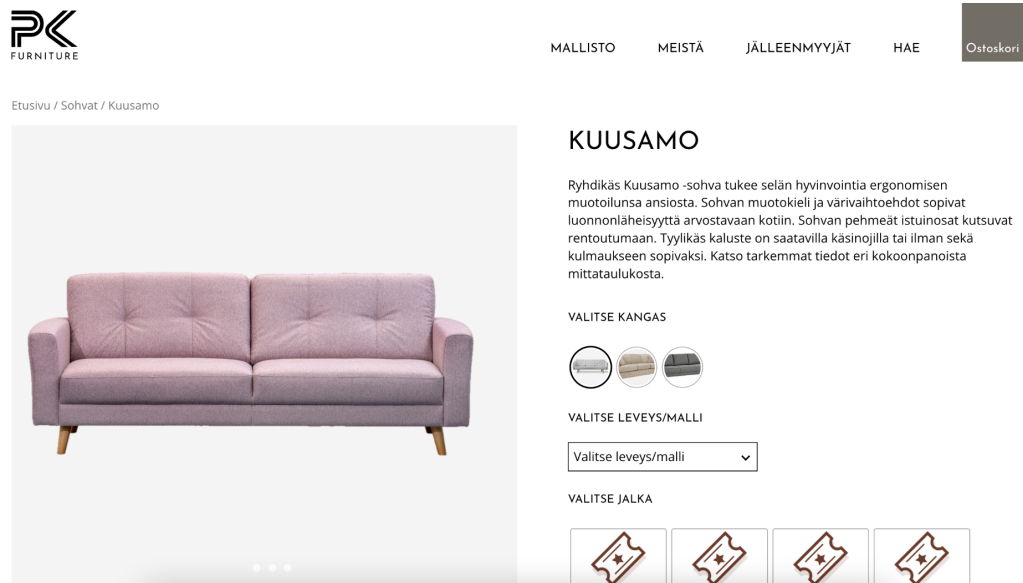 PK
FURNITURE
MALLISTO
MEISTÄ
JÄLLEENMYYJÄT
HAE
Ostoskori
Etusivu / Sohvat / Kuusamo
KUUSAMO
Ryhdikäs Kuusamo -sohva tukee selän hyvinvointia ergonomisen
muotoilunsa ansiosta. Sohvan muotokieli ja värivaihtoehdot sopivat
luonnonläheisyyttä arvostavaan kotiin. Sohvan pehmeät istuinosat kutsuvat
rentoutumaan. Tyylikäs kaluste on saatavilla käsinojilla tai ilman sekä
kulmaukseen sopivaksi. Katso tarkemmat tiedot eri kokoonpanoista
mittataulukosta.
VALITSE KANGAS
VALITSE LEVEYS/MALLI
Valitse leveys/malli
VALITSE JALKA